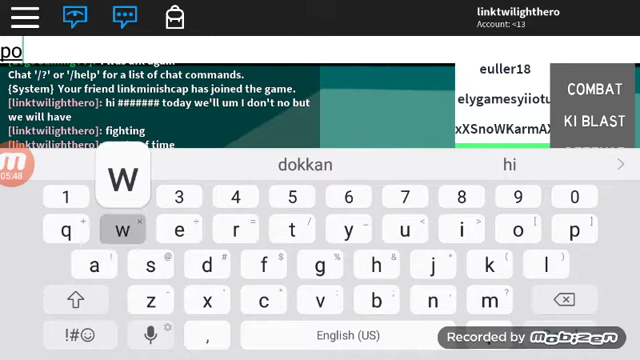 linktwilighthero
Account: <13
po
Chat '/?' or '/help' for a list of chat commands.
{System} Your friend linkminishcap has joined the game.
[linktwilighthero]: hi ####### today we'll um I don't no but
we will have
[linktwilighthero]: fighting
of time
euller18
elygamesyiiotu
xXSnoWKarmAX
COMBAT
KI BLAST
05:48
W
dokkan
hi
1 3 4 5 6 7 8 9 0
q + w × e ÷ r = t / y _ u < i > o [ p ]
a ! s @ d # f $ g % h & j * k ( l )
z - x ' c " v : b ; n , m ?
!#☺ , English (US)
Recorded by
MOBIZEN